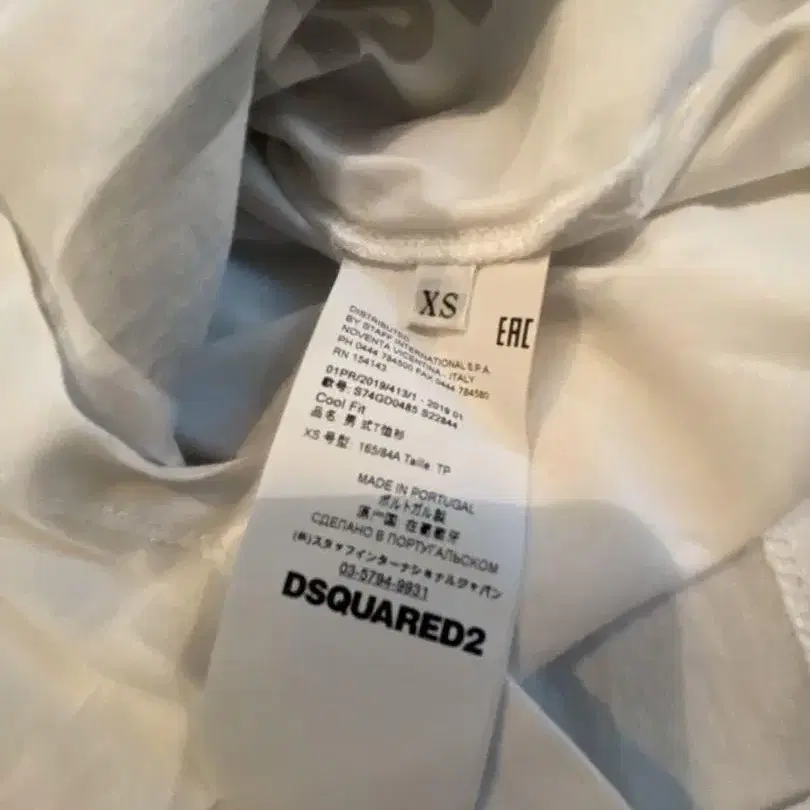 XS
EAC
DISTRIBUTED
BY STAFF INTERNATIONAL S.P.A.
NOVENTA VICENTINA - ITALY
PH 0444 784500 FAX 0444 784580
RN 154143
01PR/2019/413/1 - 2019 01
款号: S74GD0485 S22844
Cool Fit
品名 男 式T恤衫
XS 号型: 165/84A Taille: TP
MADE IN PORTUGAL
ポルトガル製
原产国 在葡萄牙
СДЕЛАНО В ПОРТУГАЛЬСКОМ
(株)スタッフインターナショナルジャパン
03-5794-9931
DSQUARED2